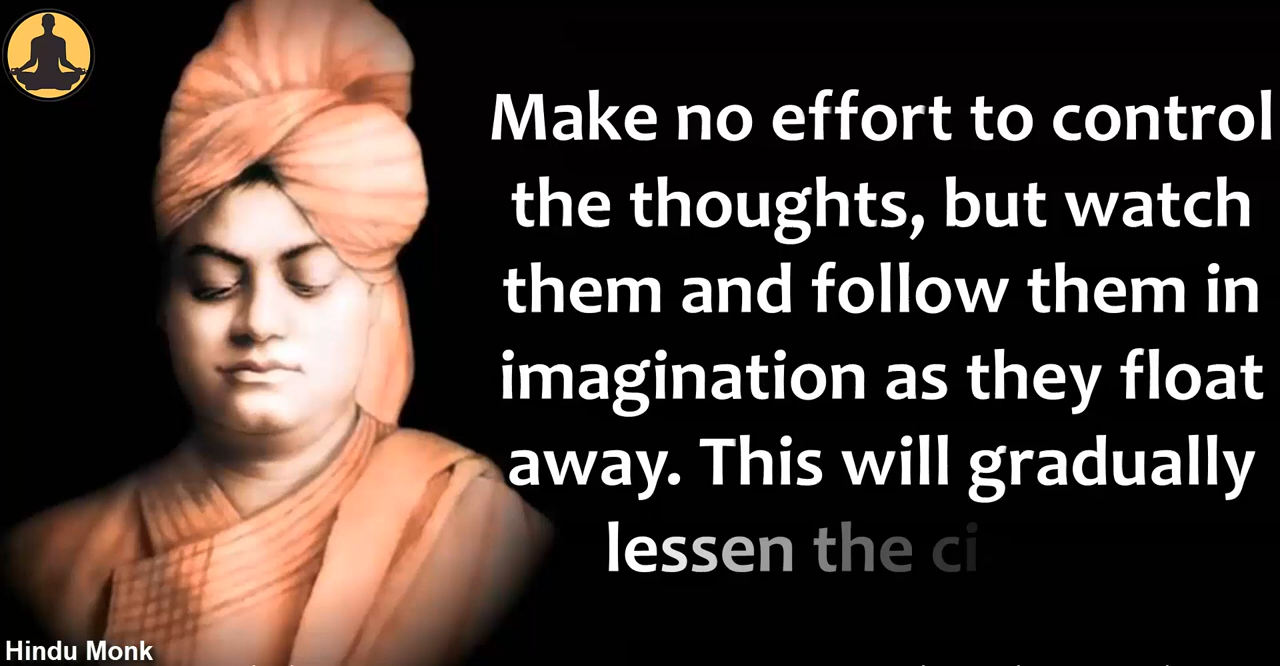 Make no effort to control
the thoughts, but watch
them and follow them in
imagination as they float
away. This will gradually
lessen the
Hindu Monk